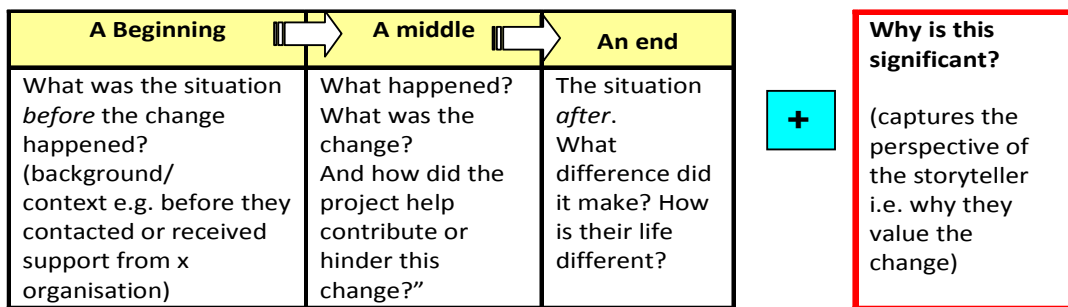 A Beginning
What was the situation
before the change
happened?
(background/
context e.g. before they
contacted or received
support from x
organisation)
A middle
What happened?
What was the
change?
And how did the
project help
contribute or
hinder this
change?”
An end
The situation
after.
What
difference did
it make? How
is their life
different?
+
Why is this
significant?
(captures the
perspective of
the storyteller
i.e. why they
value the
change)